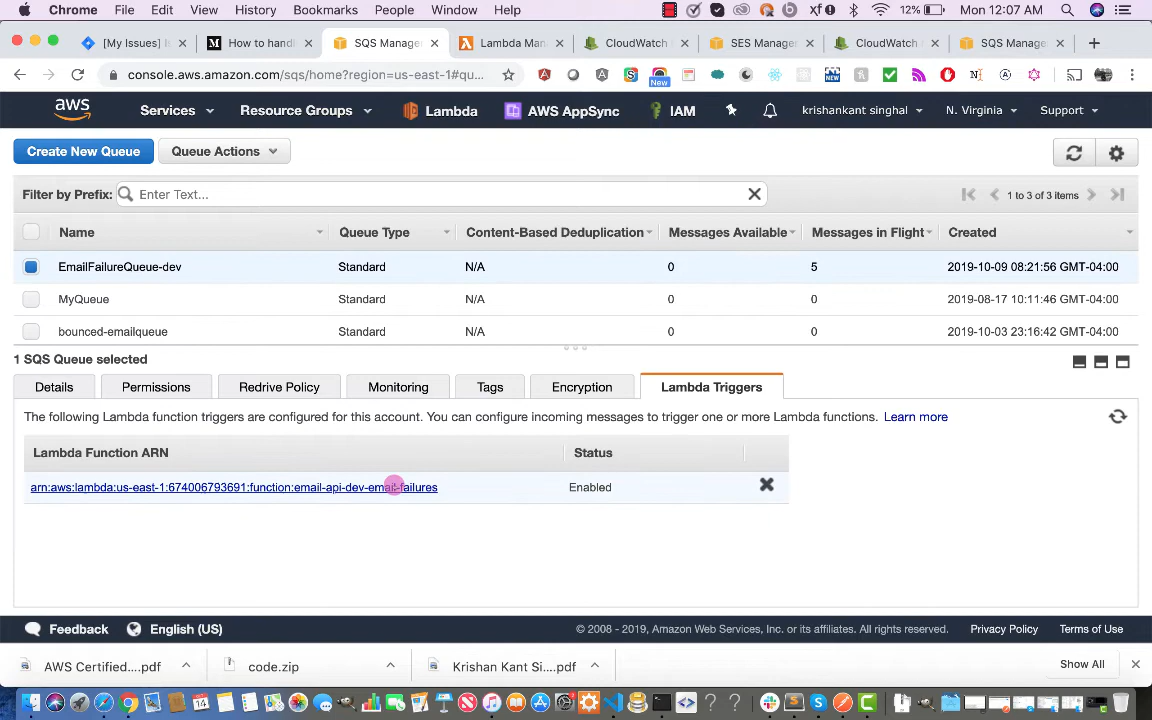 Chrome File Edit View History Bookmarks People Window Help 12% Mon 12:07 AM
[My Issues] I How to handl SQS Manage Lambda Man CloudWatch SES Manage CloudWatch SQS Manage
console.aws.amazon.com/sqs/home?region=us-east-1#qu... New NEW
aws Services Resource Groups Lambda AWS AppSync IAM krishankant singhal N. Virginia Support
Create New Queue Queue Actions
Filter by Prefix: Enter Text... 1 to 3 of 3 items
Name Queue Type Content-Based Deduplication Messages Available Messages in Flight Created
EmailFailureQueue-dev Standard N/A 0 5 2019-10-09 08:21:56 GMT-04:00
MyQueue Standard N/A 0 0 2019-08-17 10:11:46 GMT-04:00
bounced-emailqueue Standard N/A 0 0 2019-10-03 23:16:42 GMT-04:00
1 SQS Queue selected
Details Permissions Redrive Policy Monitoring Tags Encryption Lambda Triggers
The following Lambda function triggers are configured for this account. You can configure incoming messages to trigger one or more Lambda functions. Learn more
Lambda Function ARN Status
arn:aws:lambda:us-east-1:674006793691:function:email-api-dev-email-failures Enabled
Feedback English (US) © 2008 - 2019, Amazon Web Services, Inc. or its affiliates. All rights reserved. Privacy Policy Terms of Use
AWS Certified....pdf code.zip Krishan Kant Si....pdf Show All